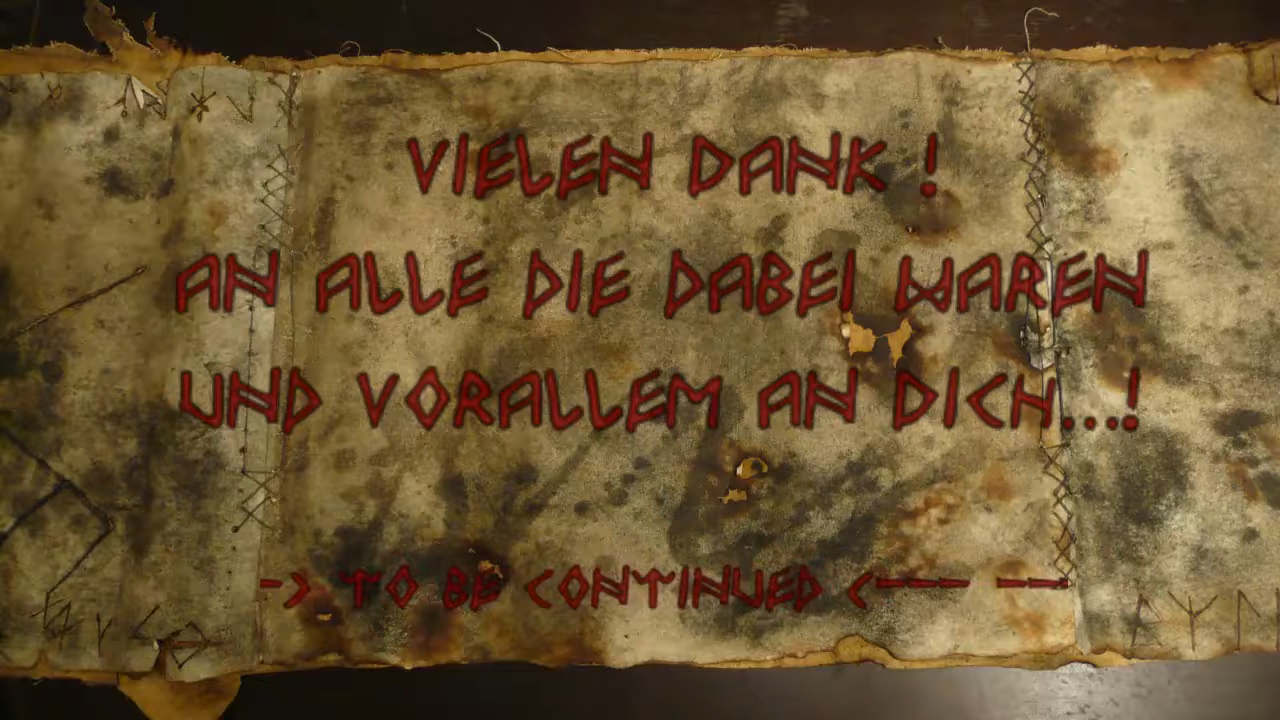 VIELEN DANK !
AN ALLE DIE DABEI WAREN
UND VORALLEM AN DICH...!
-> TO BE CONTINUED <--- --